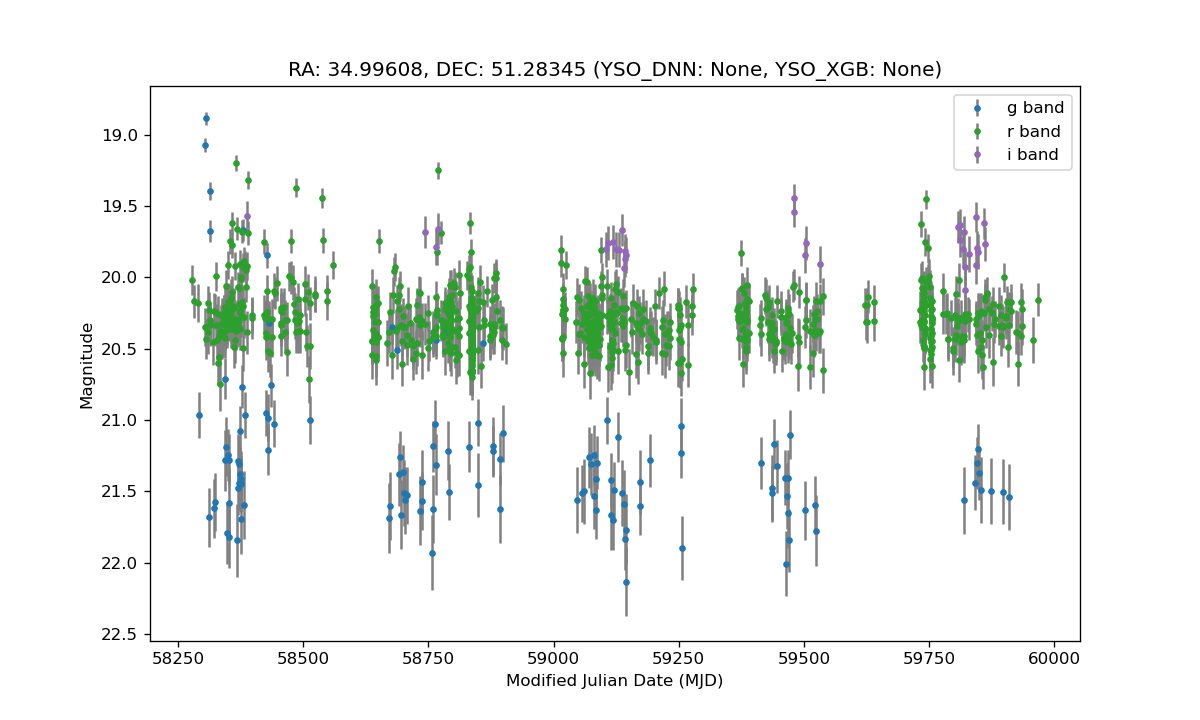 RA: 34.99608, DEC: 51.28345 (YSO_DNN: None, YSO_XGB: None)
g band
r band
i band
19.0
19.5
20.0
20.5
21.0
21.5
22.0
22.5
Magnitude
58250 58500 58750 59000 59250 59500 59750 60000
Modified Julian Date (MJD)